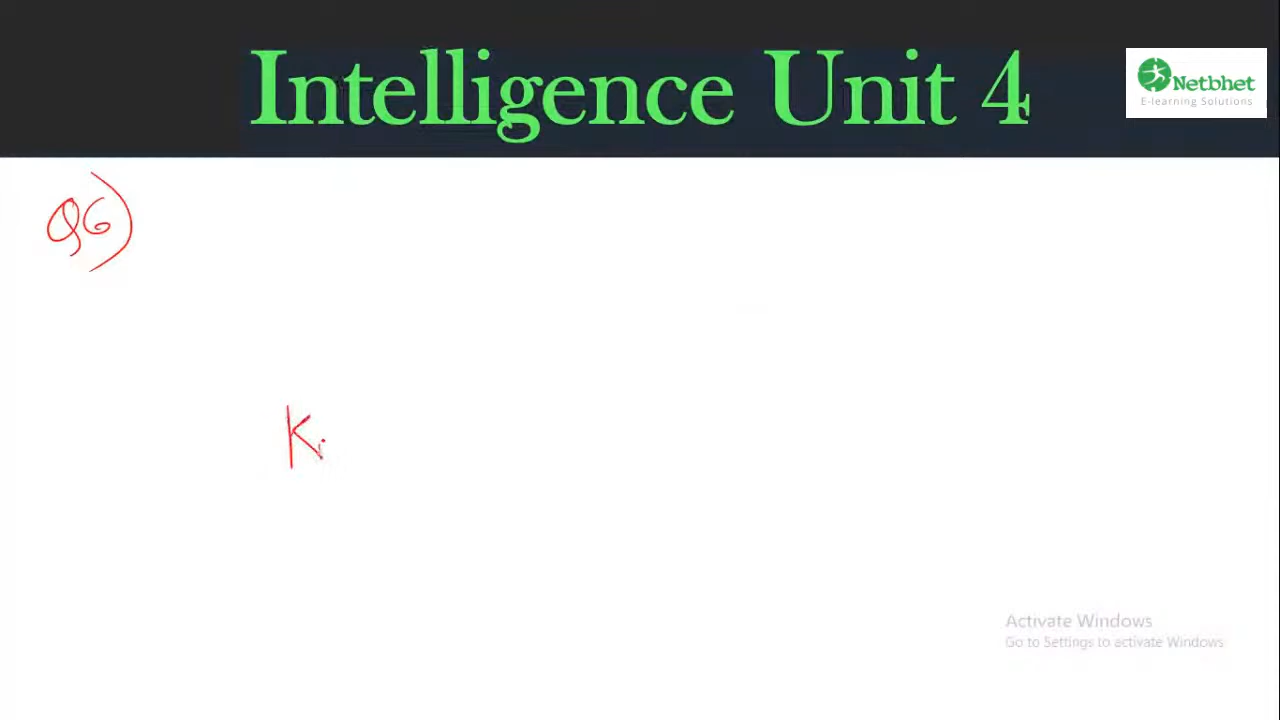 Intelligence Unit 4
Netbhet
E-learning Solutions
Q6)
K
Activate Windows
Go to Settings to activate Windows.